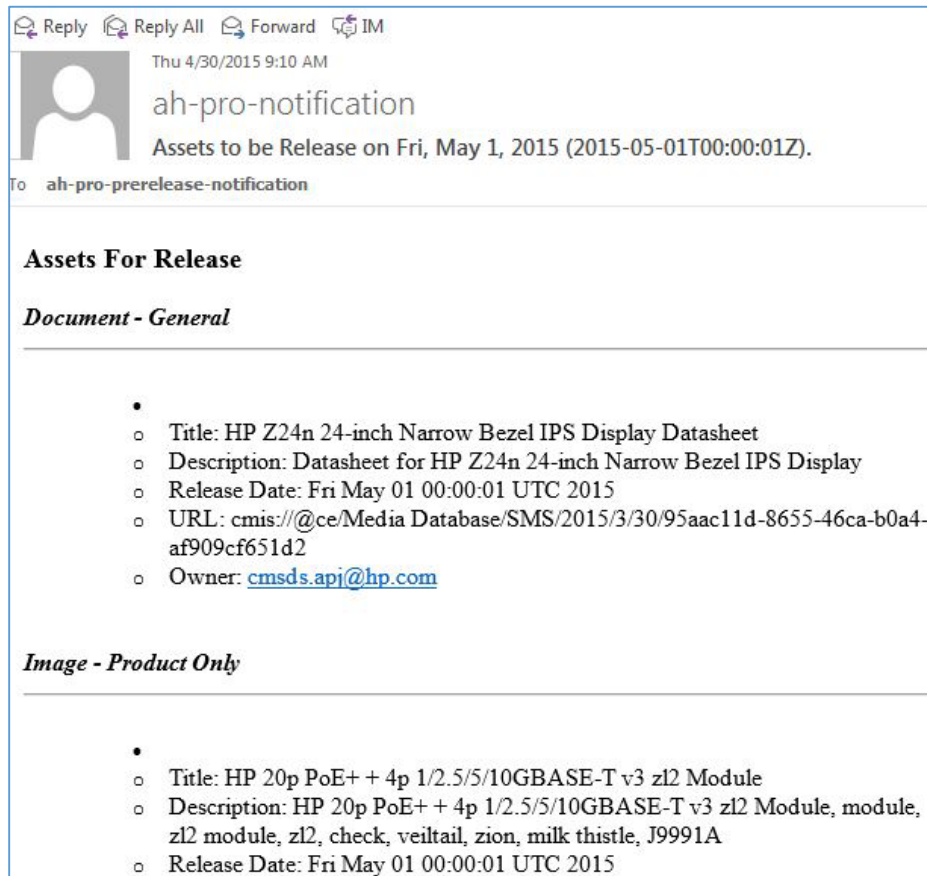 Reply Reply All Forward IM
Thu 4/30/2015 9:10 AM
ah-pro-notification
Assets to be Release on Fri, May 1, 2015 (2015-05-01T00:00:01Z).
To ah-pro-prerelease-notification
Assets For Release
Document - General
Title: HP Z24n 24-inch Narrow Bezel IPS Display Datasheet
Description: Datasheet for HP Z24n 24-inch Narrow Bezel IPS Display
Release Date: Fri May 01 00:00:01 UTC 2015
URL: cmis://@ce/Media Database/SMS/2015/3/30/95aac11d-8655-46ca-b0a4-
af909cf651d2
Owner: cmsds.apj@hp.com
Image - Product Only
Title: HP 20p PoE+ + 4p 1/2.5/5/10GBASE-T v3 zl2 Module
Description: HP 20p PoE+ + 4p 1/2.5/5/10GBASE-T v3 zl2 Module, module,
zl2 module, zl2, check, veiltail, zion, milk thistle, J9991A
Release Date: Fri May 01 00:00:01 UTC 2015